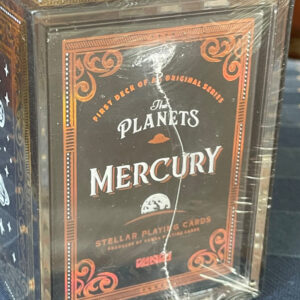 FIRST DECK OF AN ORIGINAL SERIES
The
PLANETS
MERCURY
STELLAR PLAYING CARDS